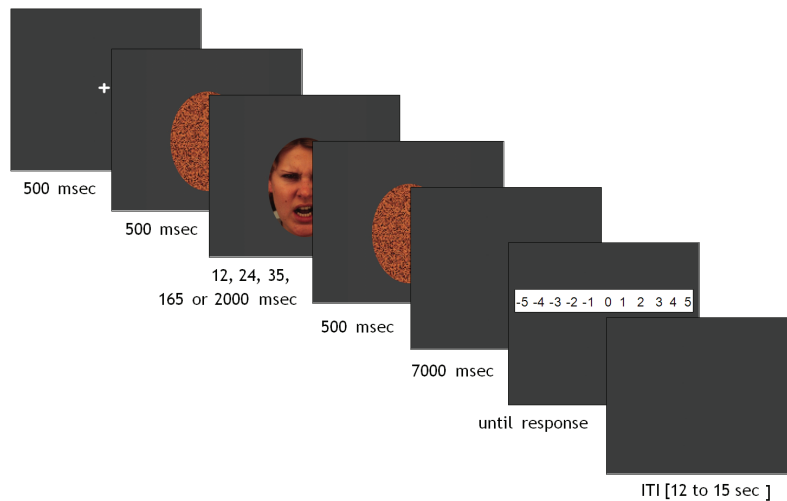 +
500 msec
500 msec
12, 24, 35,
165 or 2000 msec
500 msec
7000 msec
-5 -4 -3 -2 -1 0 1 2 3 4 5
until response
ITI [12 to 15 sec ]